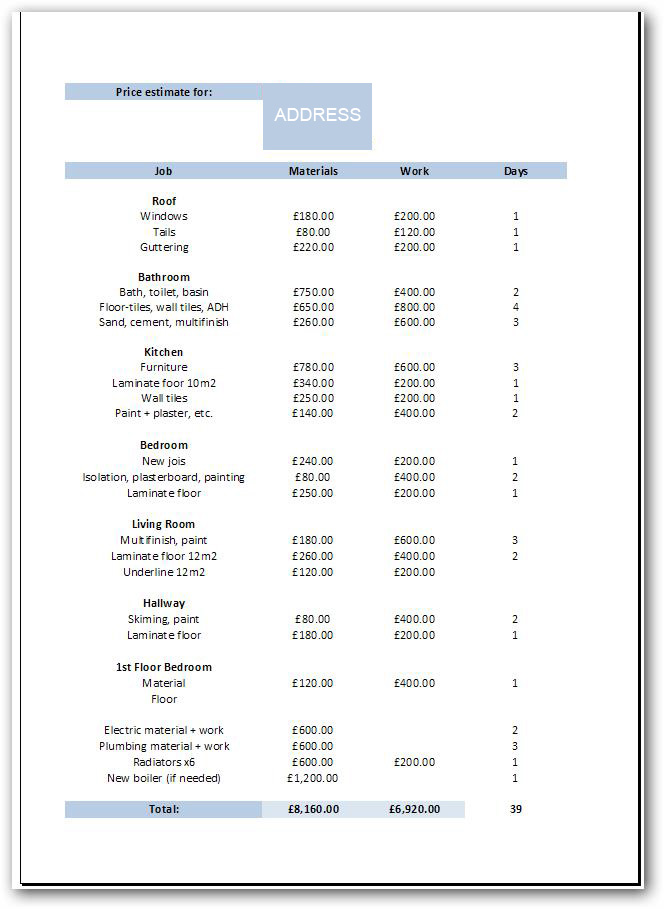 Price estimate for:
ADDRESS
Job Materials Work Days
Roof
Windows £180.00 £200.00 1
Tails £80.00 £120.00 1
Guttering £220.00 £200.00 1
Bathroom
Bath, toilet, basin £750.00 £400.00 2
Floor-tiles, wall tiles, ADH £650.00 £800.00 4
Sand, cement, multifinish £260.00 £600.00 3
Kitchen
Furniture £780.00 £600.00 3
Laminate foor 10m2 £340.00 £200.00 1
Wall tiles £250.00 £200.00 1
Paint + plaster, etc. £140.00 £400.00 2
Bedroom
New jois £240.00 £200.00 1
Isolation, plasterboard, painting £80.00 £400.00 2
Laminate floor £250.00 £200.00 1
Living Room
Multifinish, paint £180.00 £600.00 3
Laminate floor 12m2 £260.00 £400.00 2
Underline 12m2 £120.00 £200.00
Hallway
Skiming, paint £80.00 £400.00 2
Laminate floor £180.00 £200.00 1
1st Floor Bedroom
Material £120.00 £400.00 1
Floor
Electric material + work £600.00 2
Plumbing material + work £600.00 3
Radiators x6 £600.00 £200.00 1
New boiler (if needed) £1,200.00 1
Total: £8,160.00 £6,920.00 39